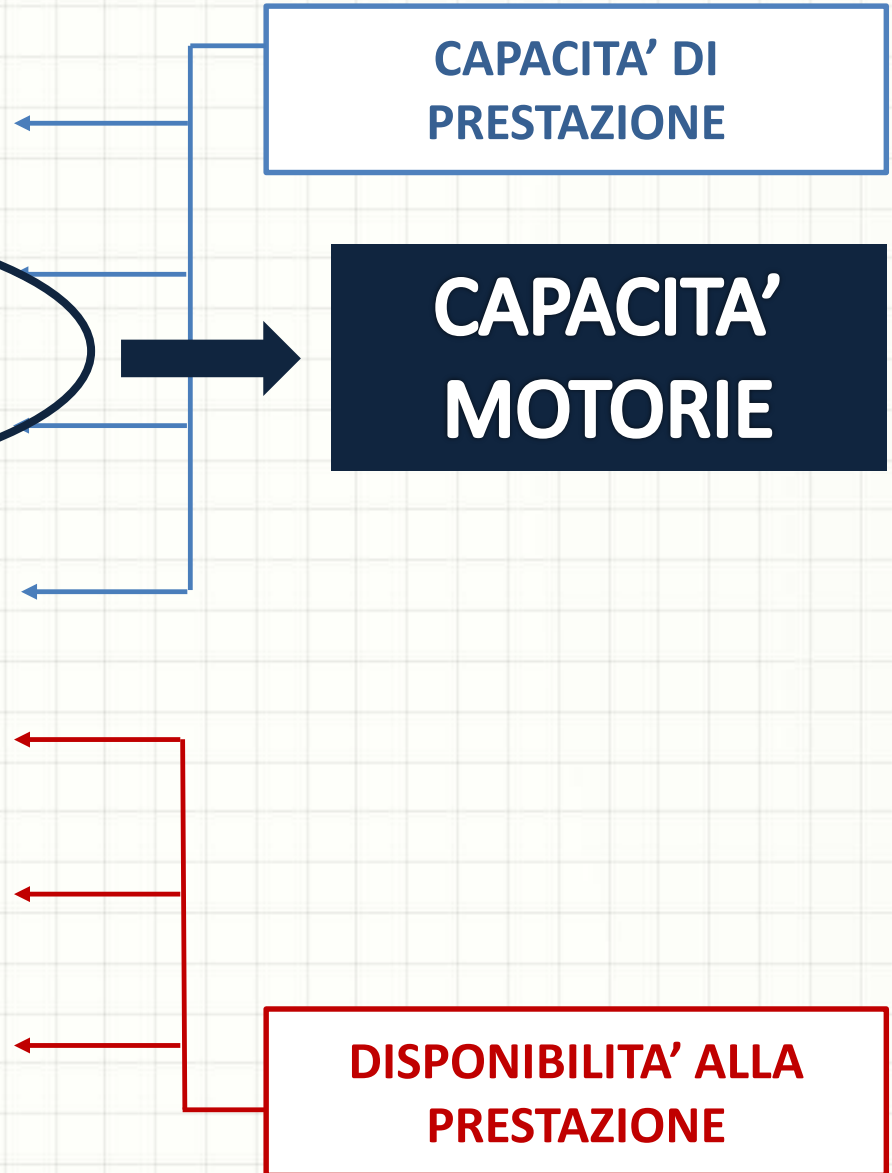 CAPACITA’ DI
PRESTAZIONE
CAPACITA’
MOTORIE
DISPONIBILITA’ ALLA
PRESTAZIONE